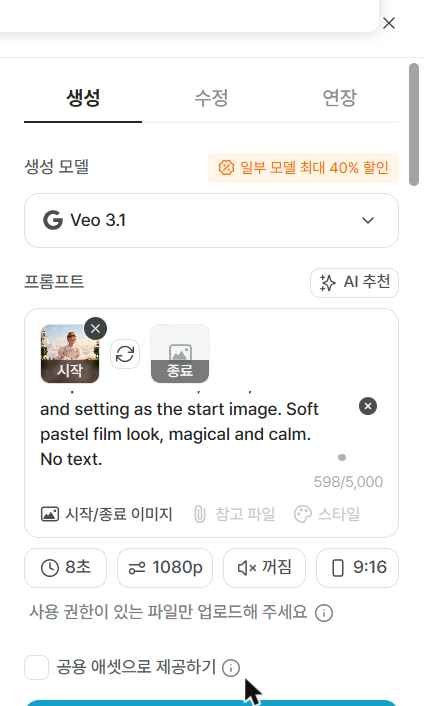 생성
수정
연장
생성 모델
일부 모델 최대 40% 할인
Veo 3.1
프롬프트
AI 추천
시작
종료
and setting as the start image. Soft
pastel film look, magical and calm.
No text.
598/5,000
시작/종료 이미지
참고 파일
스타일
8초
1080p
꺼짐
9:16
사용 권한이 있는 파일만 업로드해 주세요
공용 애셋으로 제공하기